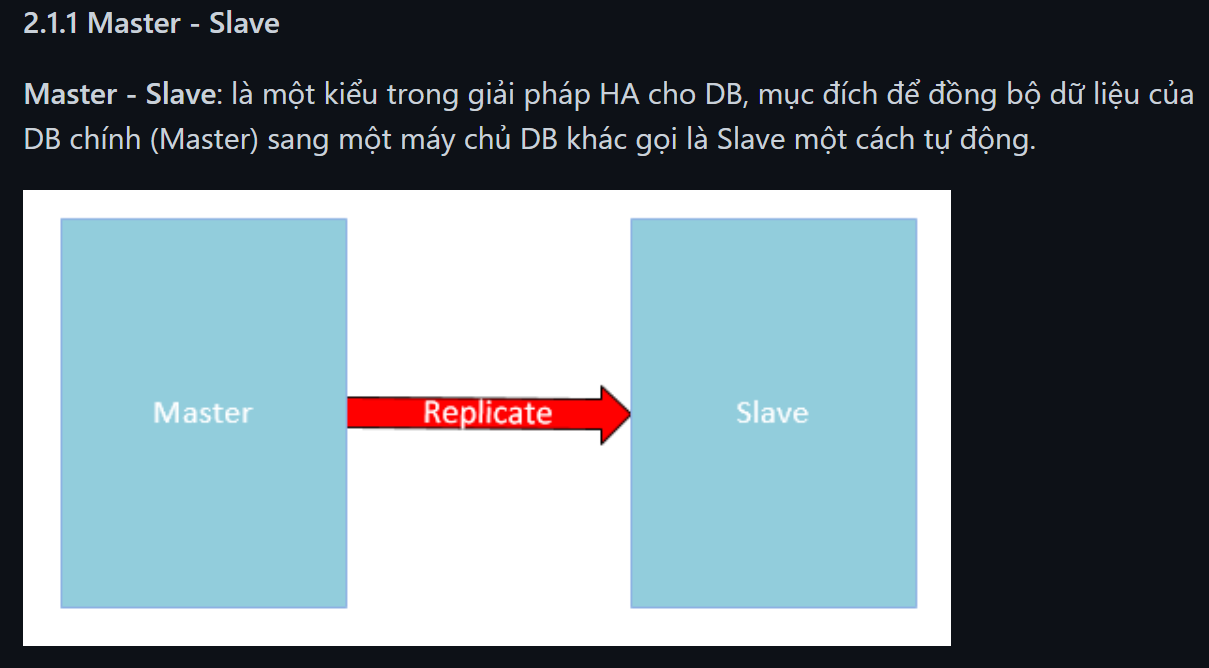 2.1.1 Master - Slave
Master - Slave: là một kiểu trong giải pháp HA cho DB, mục đích để đồng bộ dữ liệu của
DB chính (Master) sang một máy chủ DB khác gọi là Slave một cách tự động.
Master
Replicate
Slave